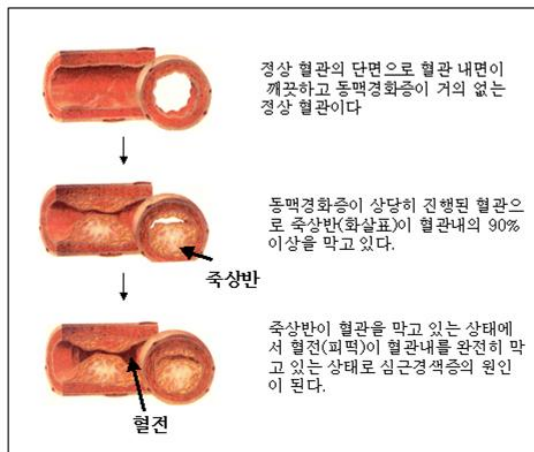 정상 혈관의 단면으로 혈관 내면이
깨끗하고 동맥경화증이 거의 없는
정상 혈관이다
동맥경화증이 상당히 진행된 혈관으
로 죽상반(화살표)이 혈관내의 90%
이상을 막고 있다.
죽상반
죽상반이 혈관을 막고 있는 상태에
서 혈전(피떡)이 혈관내를 완전히 막
고 있는 상태로 심근경색증의 원인
이 된다.
혈전